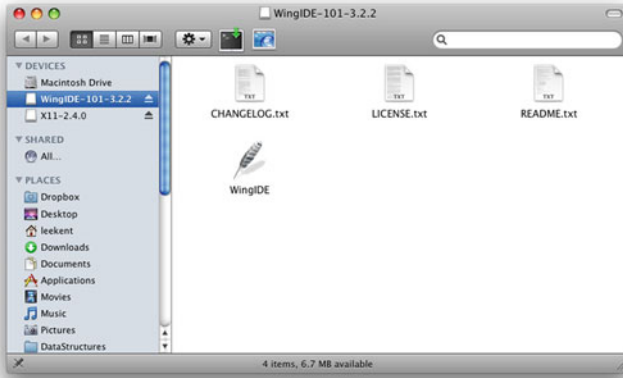 WingIDE-101-3.2.2
DEVICES
Macintosh Drive
WingIDE-101-3.2.2
X11-2.4.0
SHARED
All...
PLACES
Dropbox
Desktop
leekent
Downloads
Documents
Applications
Movies
Music
Pictures
DataStructures
TXT
TXT
TXT
CHANGELOG.txt
LICENSE.txt
README.txt
WingIDE
4 items, 6.7 MB available